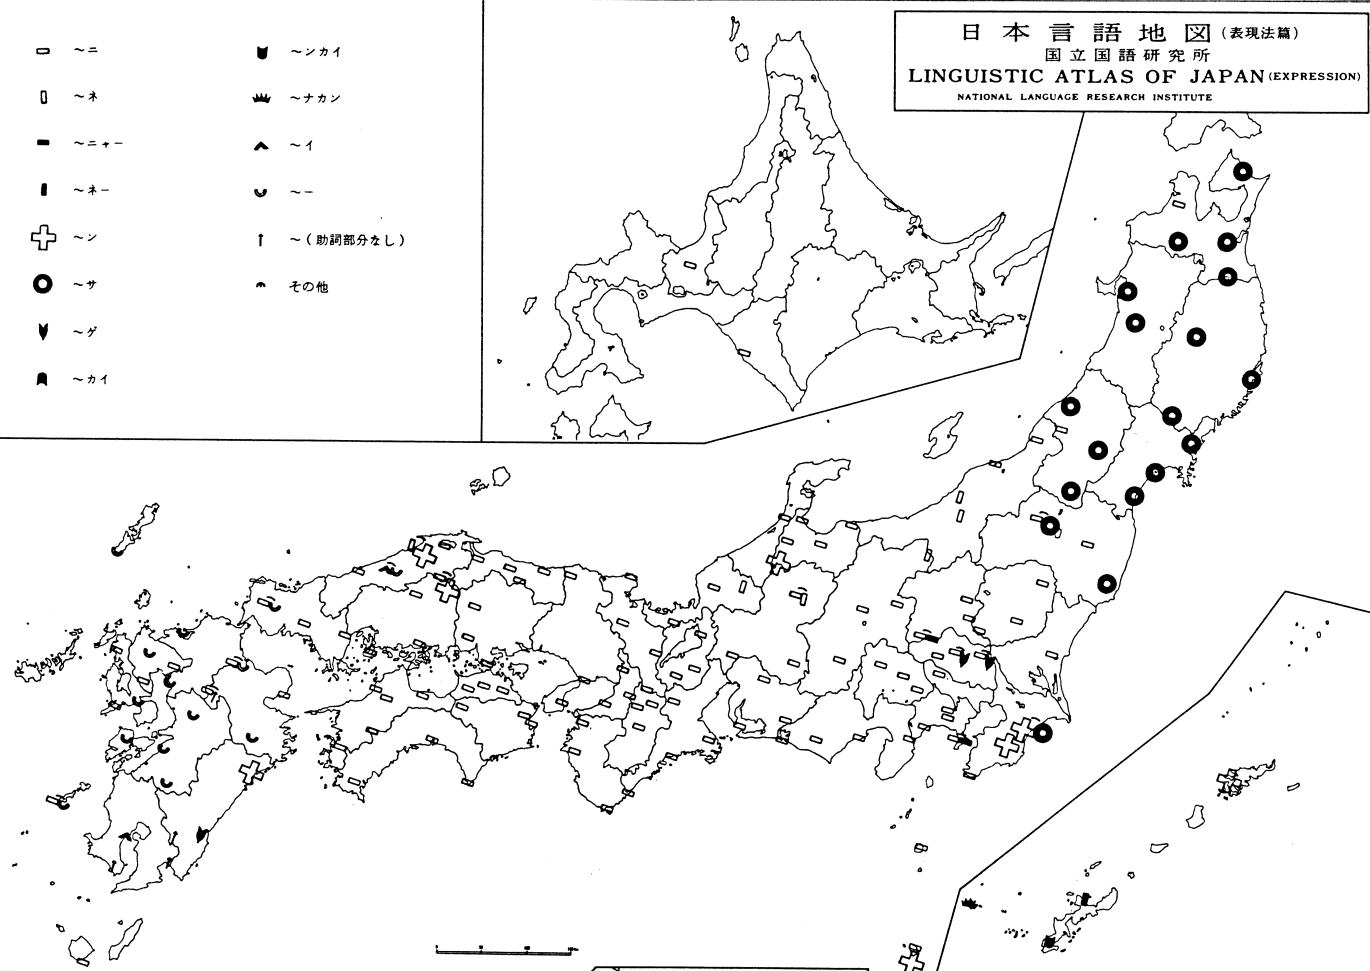 日本言語地図(表現法篇)
国立国語研究所
LINGUISTIC ATLAS OF JAPAN (EXPRESSION)
NATIONAL LANGUAGE RESEARCH INSTITUTE
～ニ
～ネ
～ニャー
～ネー
～ン
～サ
～ゲ
～カイ
～ンカイ
～ナカン
～イ
～ー
～(助詞部分なし)
その他